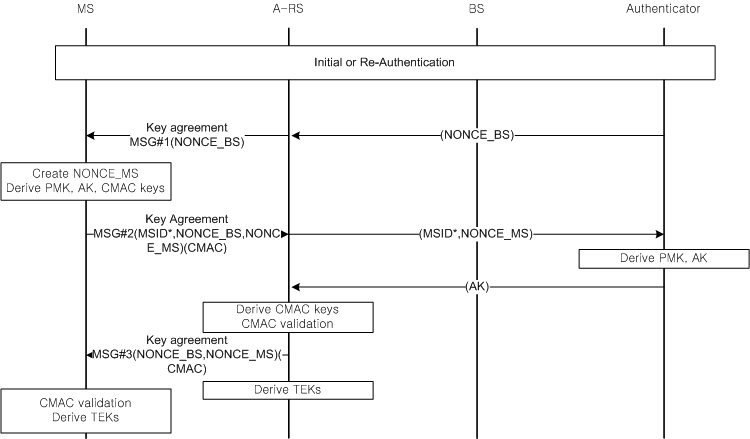 MS A-RS BS Authenticator
Initial or Re-Authentication
Key agreement
MSG#1(NONCE_BS)
(NONCE_BS)
Create NONCE_MS
Derive PMK, AK, CMAC keys
Key Agreement
MSG#2(MSID*,NONCE_BS,NONC
E_MS)(CMAC)
(MSID*,NONCE_MS)
Derive PMK, AK
(AK)
Derive CMAC keys
CMAC validation
Key agreement
MSG#3(NONCE_BS,NONCE_MS)(
CMAC)
Derive TEKs
CMAC validation
Derive TEKs